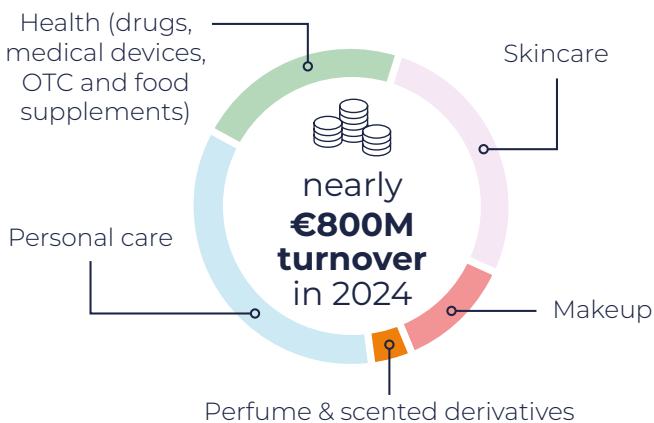 Health (drugs,
medical devices,
OTC and food
supplements)
Skincare
nearly
€800M
turnover
in 2024
Personal care
Makeup
Perfume & scented derivatives